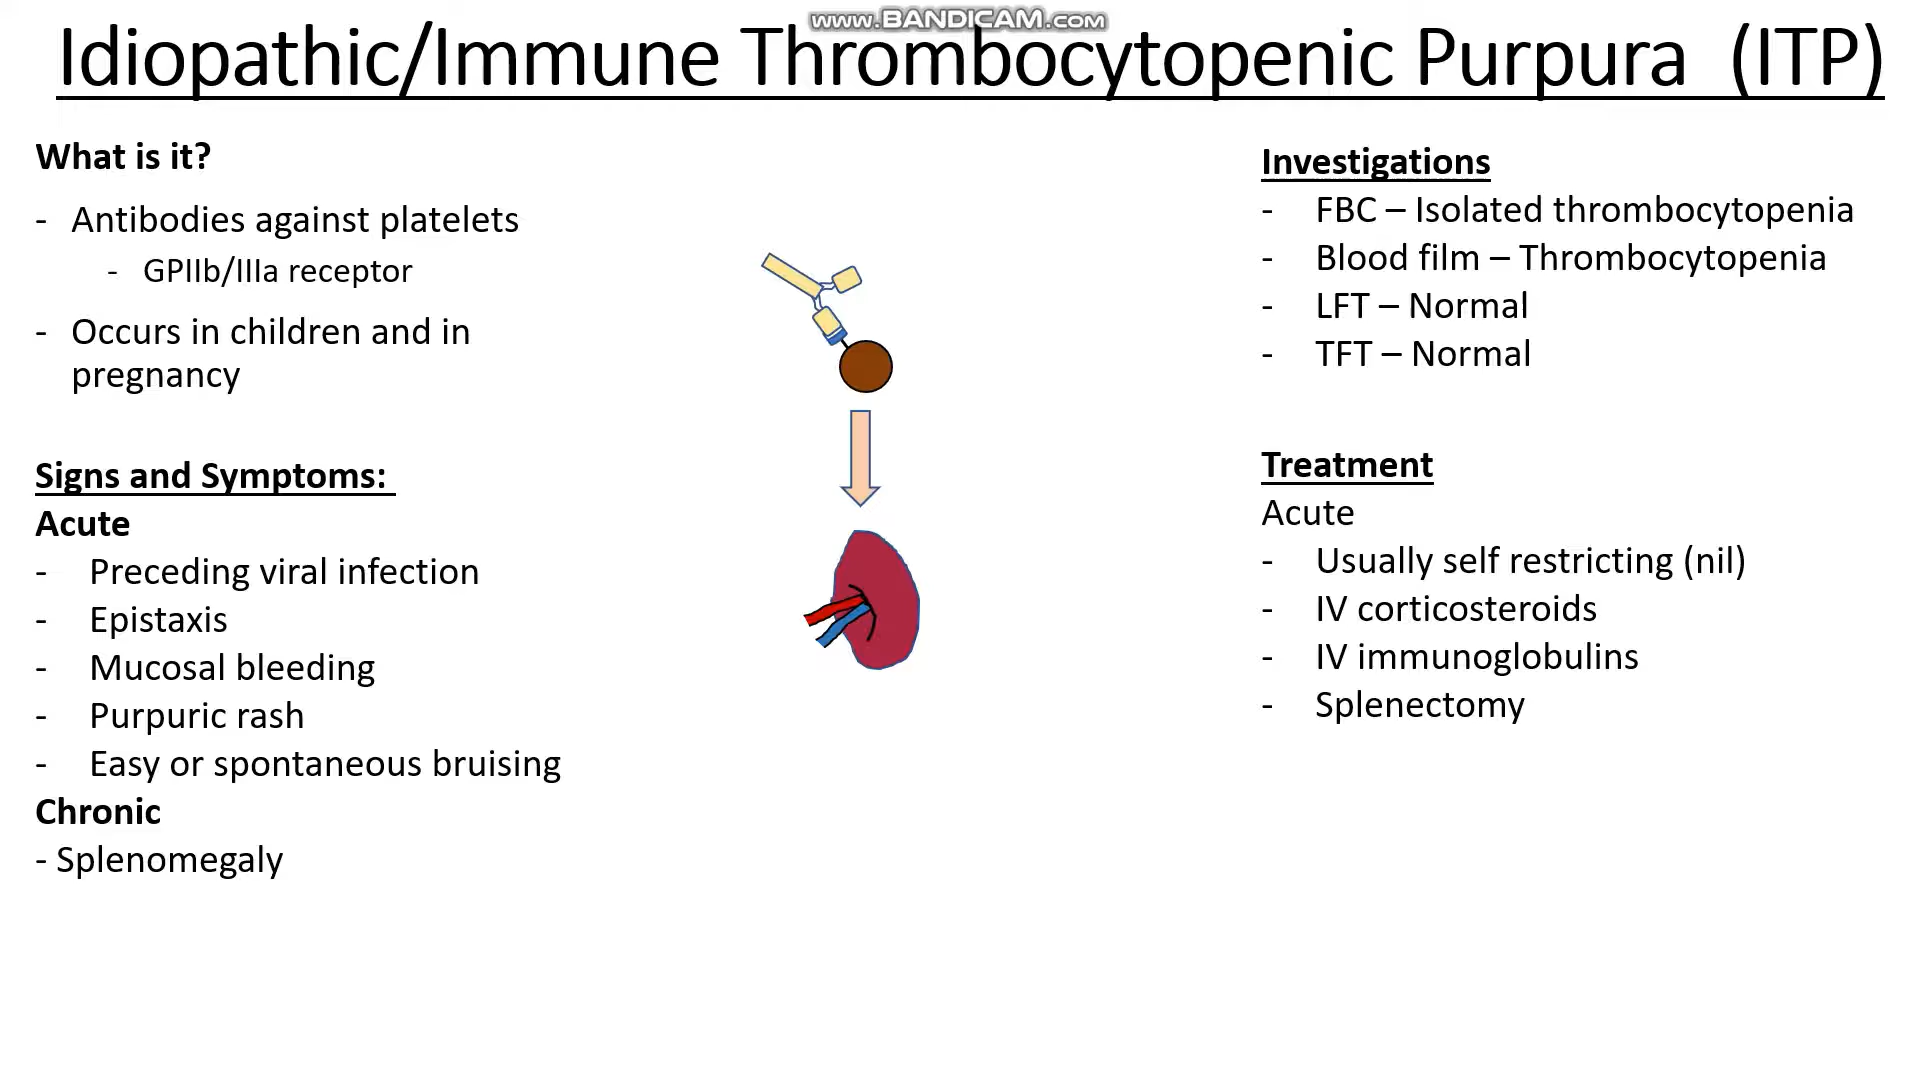 www.BANDICAM.com
Idiopathic/Immune Thrombocytopenic Purpura (ITP)
What is it?
- Antibodies against platelets
- GPIIb/IIIa receptor
- Occurs in children and in
pregnancy
Signs and Symptoms:
Acute
- Preceding viral infection
- Epistaxis
- Mucosal bleeding
- Purpuric rash
- Easy or spontaneous bruising
Chronic
- Splenomegaly
Investigations
- FBC – Isolated thrombocytopenia
- Blood film – Thrombocytopenia
- LFT – Normal
- TFT – Normal
Treatment
Acute
- Usually self restricting (nil)
- IV corticosteroids
- IV immunoglobulins
- Splenectomy